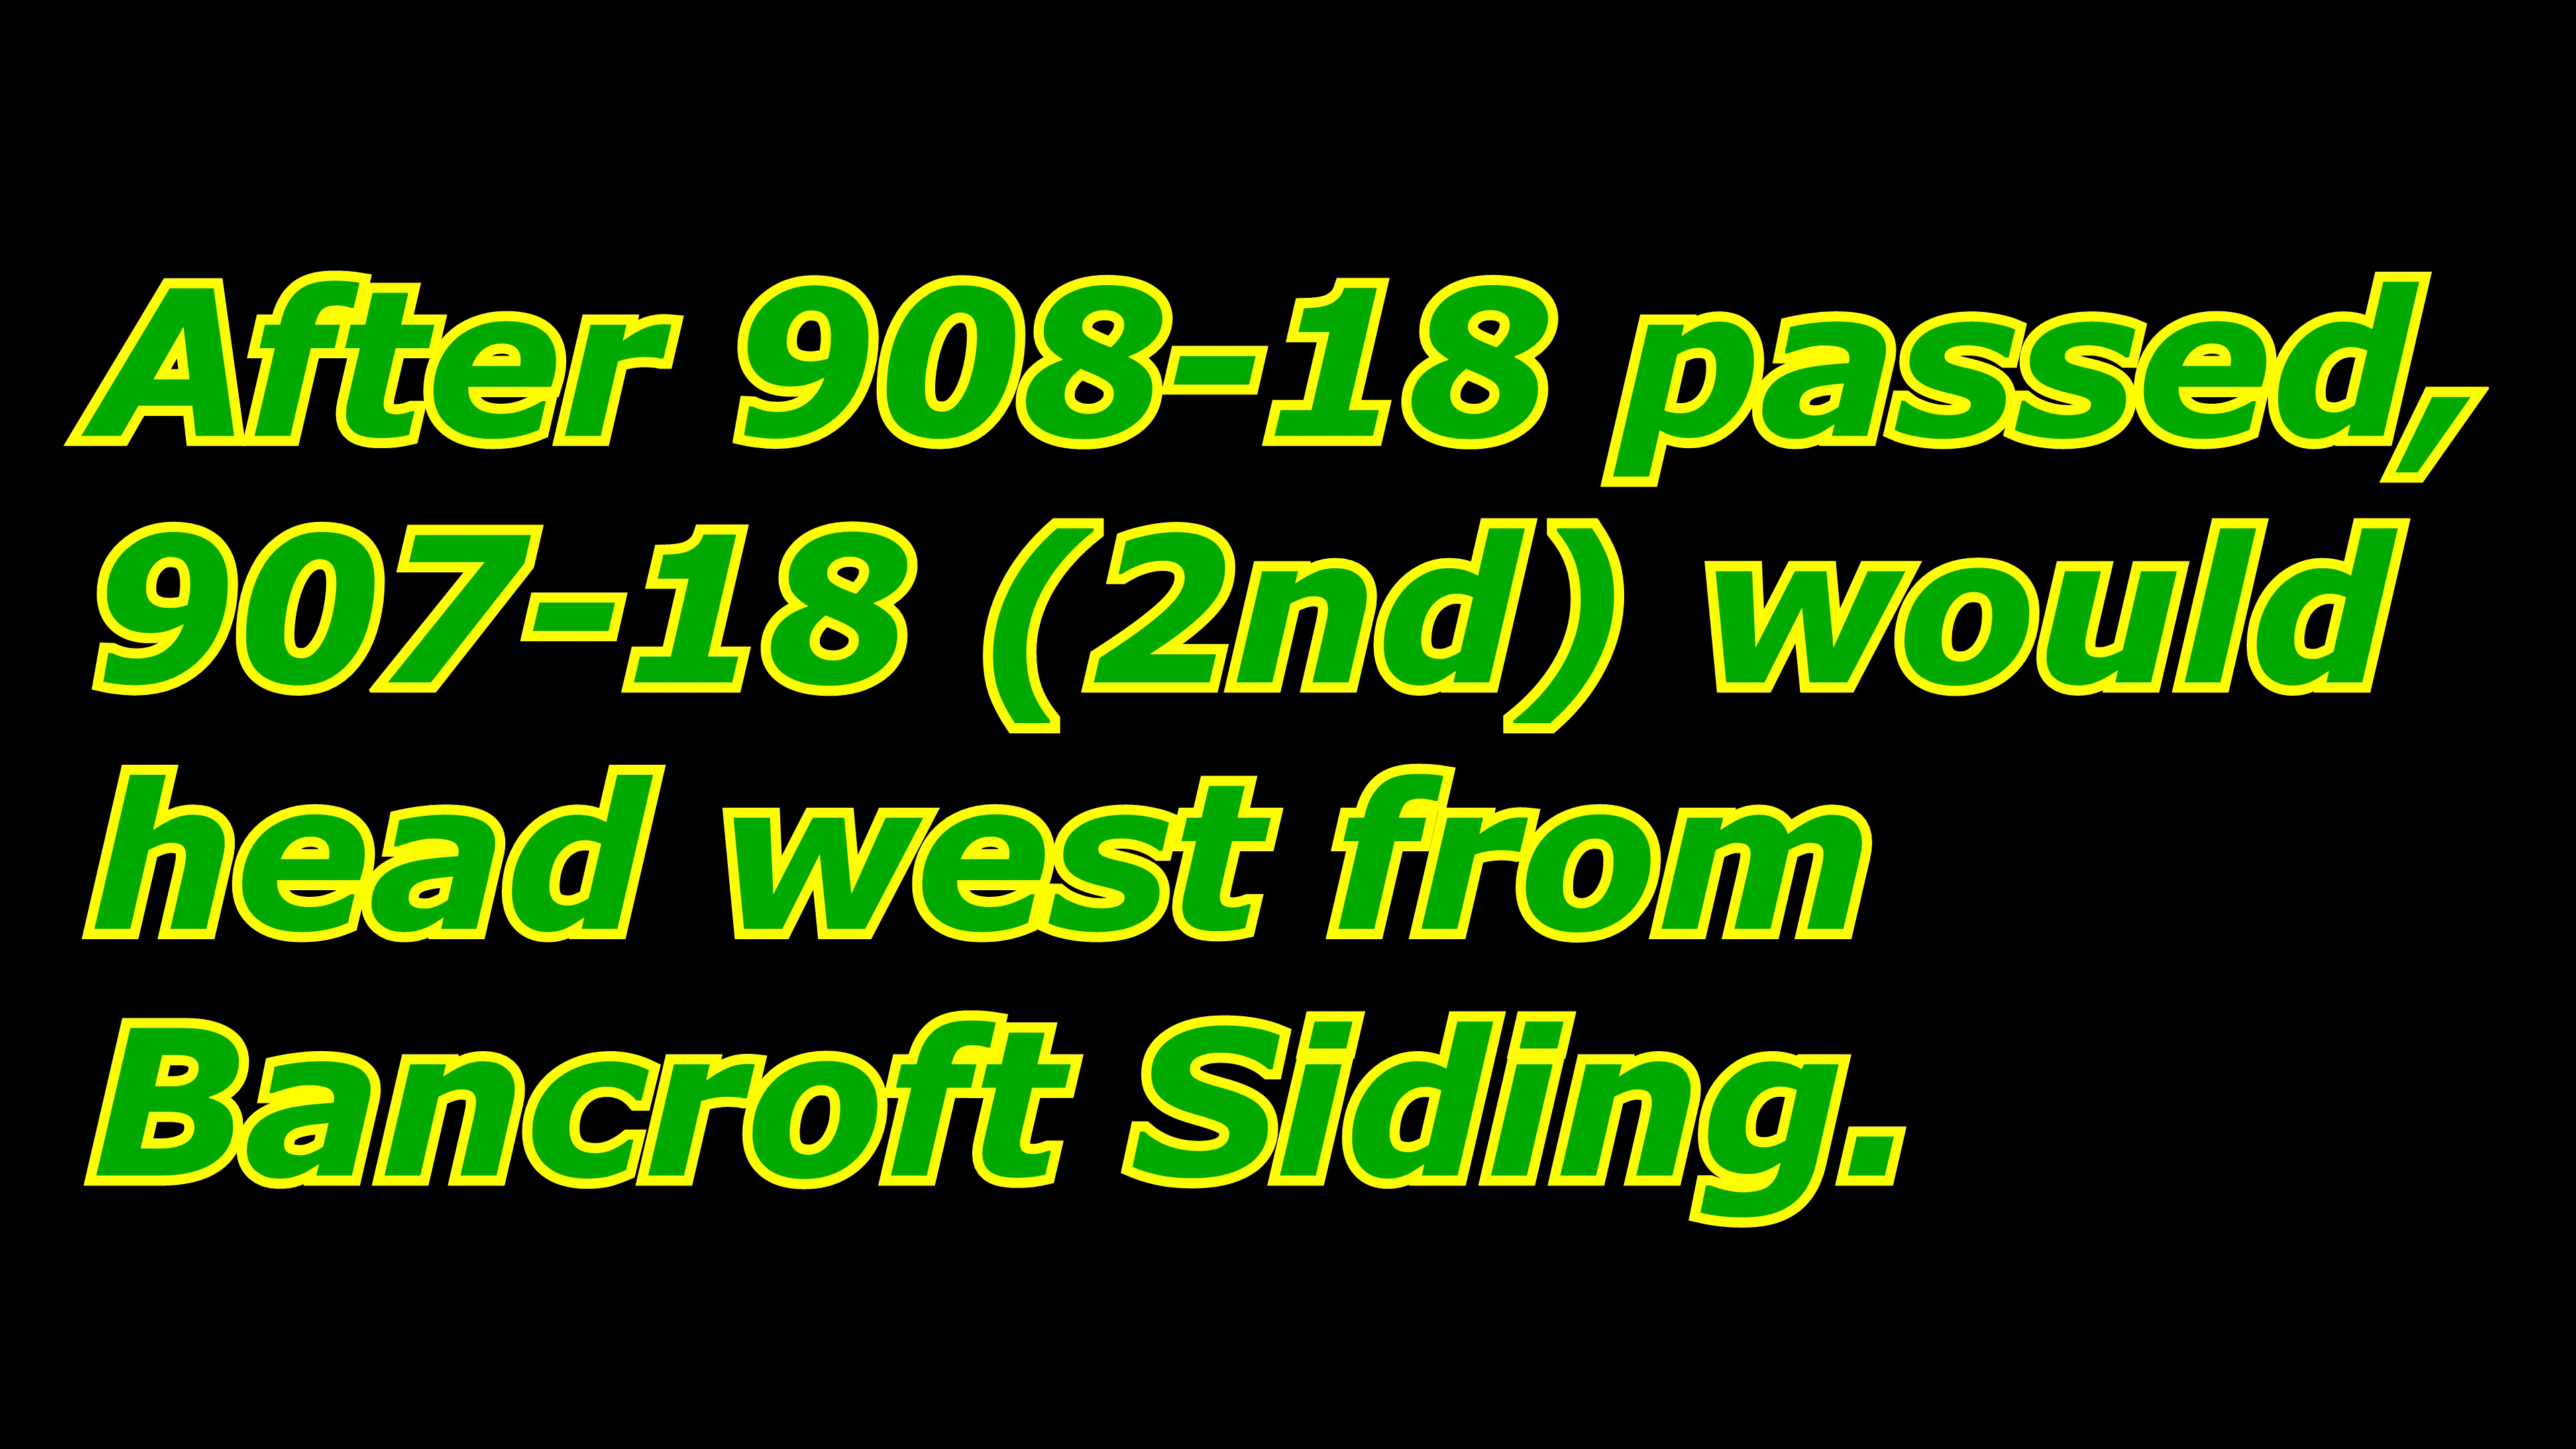 After 908-18 passed,
907-18 (2nd) would
head west from
Bancroft Siding.